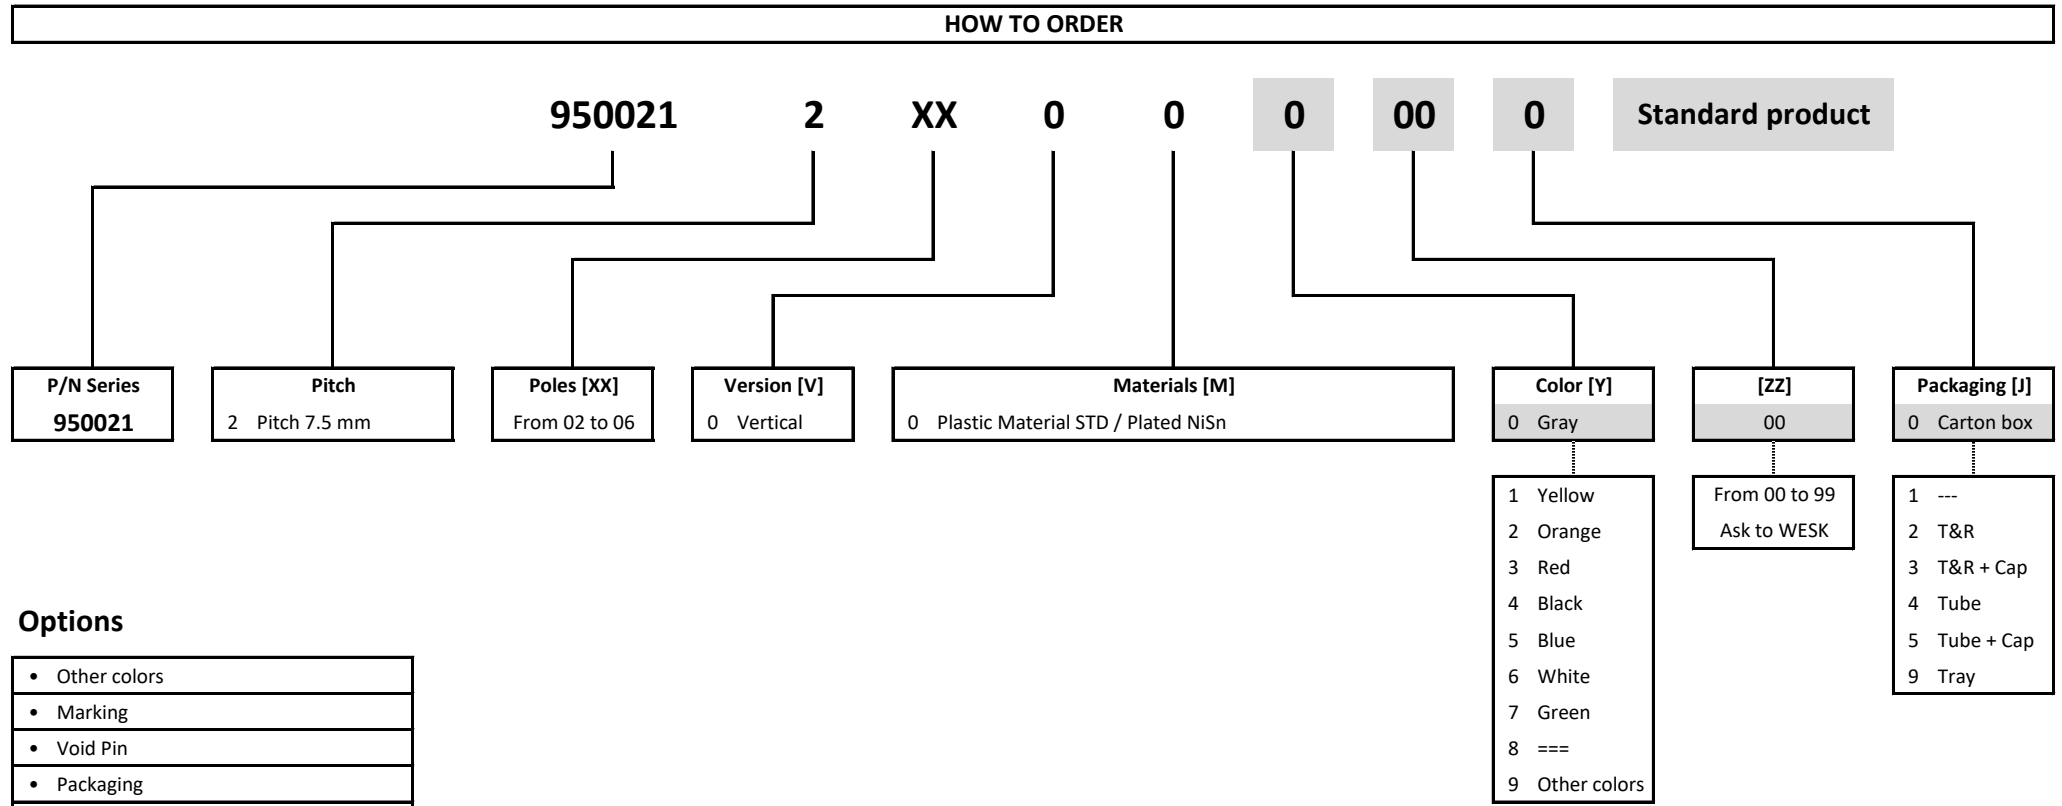 HOW TO ORDER
950021 2 XX 0 0 0 00 0 Standard product
P/N Series Pitch Poles [XX] Version [V] Materials [M] Color [Y] [ZZ] Packaging [J]
950021 2 Pitch 7.5 mm From 02 to 06 0 Vertical 0 Plastic Material STD / Plated NiSn 0 Gray 00 0 Carton box
1 Yellow From 00 to 99 1 ---
2 Orange Ask to WESK 2 T&R
3 Red 3 T&R + Cap
4 Black 4 Tube
5 Blue 5 Tube + Cap
6 White 9 Tray
7 Green
8 ===
9 Other colors
Options
• Other colors
• Marking
• Void Pin
• Packaging